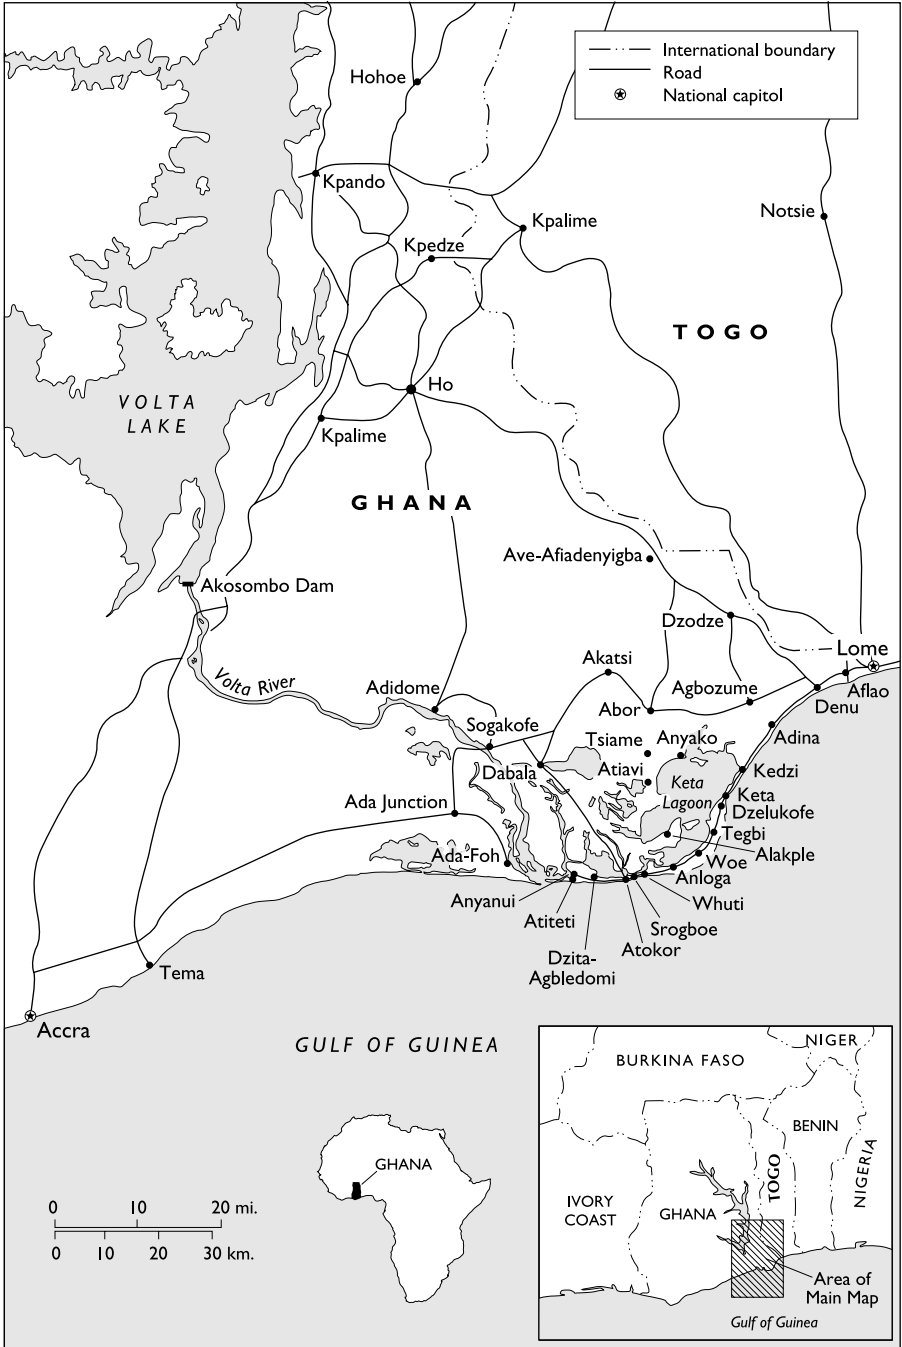 International boundary
Road
National capitol
Hohoe
Kpando
Kpalime
Notsie
Kpedze
TOGO
Ho
VOLTA
LAKE
Kpalime
GHANA
Ave-Afiadenyigba
Akosombo Dam
Dzodze
Lome
Akatsi
Volta River
Adidome
Agbozume
Aflao
Abor
Denu
Sogakofe
Tsiame
Anyako
Adina
Dabala
Atiavi
Keta
Lagoon
Kedzi
Ada Junction
Keta
Dzelukofe
Tegbi
Ada-Foh
Woe
Alakple
Anloga
Anyanui
Whuti
Atiteti
Srogboe
Atokor
Dzita-
Agbledomi
Tema
Accra
GULF OF GUINEA
NIGER
BURKINA FASO
BENIN
GHANA
TOGO
NIGERIA
IVORY
COAST
GHANA
0 10 20 mi.
0 10 20 30 km.
Area of
Main Map
Gulf of Guinea